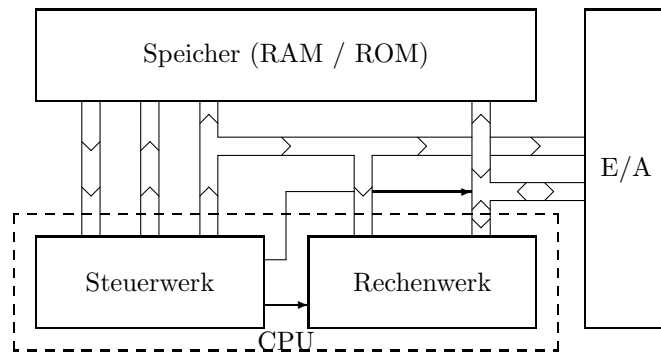 Speicher (RAM / ROM)
E/A
Steuerwerk
Rechenwerk
CPU